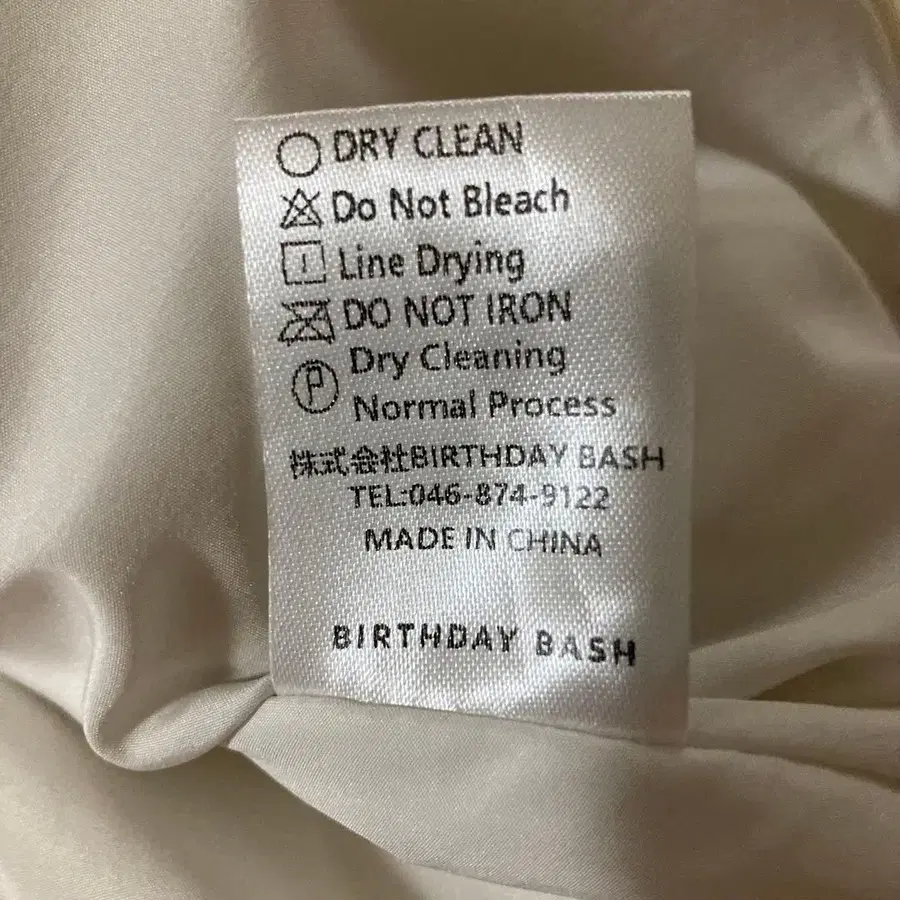 DRY CLEAN
Do Not Bleach
Line Drying
DO NOT IRON
P Dry Cleaning
Normal Process
株式会社BIRTHDAY BASH
TEL:046-874-9122
MADE IN CHINA
BIRTHDAY BASH